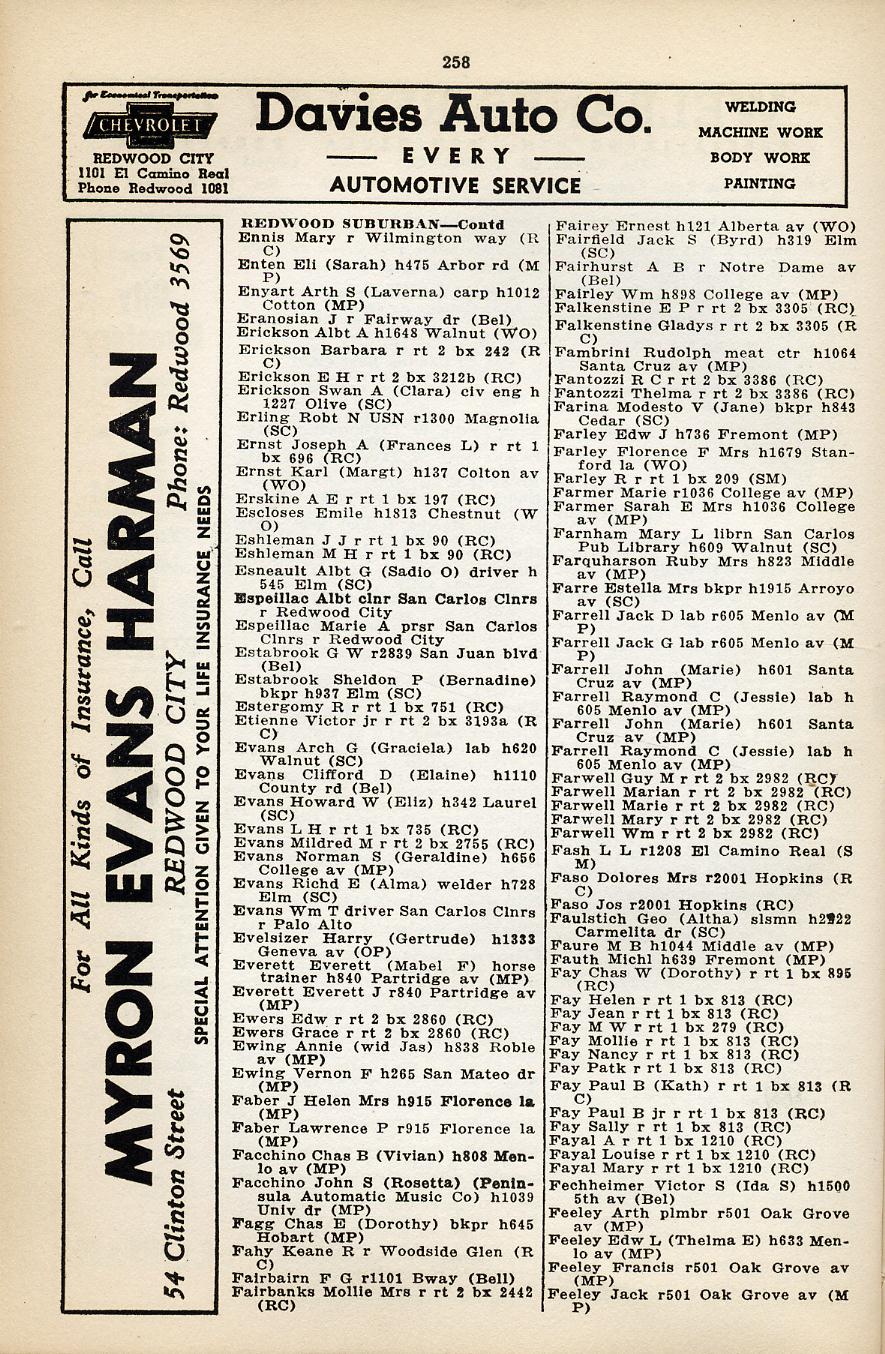 258
for Economical Transportation
CHEVROLET
REDWOOD CITY
1101 El Camino Real
Phone Redwood 1081
Davies Auto Co.
EVERY
AUTOMOTIVE SERVICE
WELDING
MACHINE WORK
BODY WORK
PAINTING
For All Kinds of Insurance, Call
MYRON EVANS HARMAN
54 Clinton Street REDWOOD CITY Phone: Redwood 3569
SPECIAL ATTENTION GIVEN TO YOUR LIFE INSURANCE NEEDS
REDWOOD SUBURBAN—Contd
Ennis Mary r Wilmington way (R
C)
Enten Eli (Sarah) h475 Arbor rd (M
P)
Enyart Arth S (Laverna) carp h1012
Cotton (MP)
Eranosian J r Fairway dr (Bel)
Erickson Albt A h1648 Walnut (WO)
Erickson Barbara r rt 2 bx 242 (R
C)
Erickson E H r rt 2 bx 3212b (RC)
Erickson Swan A (Clara) civ eng h
1227 Olive (SC)
Erling Robt N USN r1300 Magnolia
(SC)
Ernst Joseph A (Frances L) r rt 1
bx 696 (RC)
Ernst Karl (Margt) h137 Colton av
(WO)
Erskine A E r rt 1 bx 197 (RC)
Escloses Emile h1813 Chestnut (W
O)
Eshleman J J r rt 1 bx 90 (RC)
Eshleman M H r rt 1 bx 90 (RC)
Esneault Albt G (Sadio O) driver h
545 Elm (SC)
Espeillac Albt clnr San Carlos Clnrs
r Redwood City
Espeillac Marie A prsr San Carlos
Clnrs r Redwood City
Estabrook G W r2839 San Juan blvd
(Bel)
Estabrook Sheldon P (Bernadine)
bkpr h937 Elm (SC)
Estergomy R r rt 1 bx 751 (RC)
Etienne Victor jr r rt 2 bx 3193a (R
C)
Evans Arch G (Graciela) lab h620
Walnut (SC)
Evans Clifford D (Elaine) h1110
County rd (Bel)
Evans Howard W (Eliz) h342 Laurel
(SC)
Evans L H r rt 1 bx 735 (RC)
Evans Mildred M r rt 2 bx 2755 (RC)
Evans Norman S (Geraldine) h656
College av (MP)
Evans Richd E (Alma) welder h728
Elm (SC)
Evans Wm T driver San Carlos Clnrs
r Palo Alto
Evelsizer Harry (Gertrude) h1333
Geneva av (OP)
Everett Everett (Mabel F) horse
trainer h840 Partridge av (MP)
Everett Everett J r840 Partridge av
(MP)
Ewers Edw r rt 2 bx 2860 (RC)
Ewers Grace r rt 2 bx 2860 (RC)
Ewing Annie (wid Jas) h838 Roble
av (MP)
Ewing Vernon F h265 San Mateo dr
(MP)
Faber J Helen Mrs h915 Florence la
(MP)
Faber Lawrence P r915 Florence la
(MP)
Facchino Chas B (Vivian) h808 Men-
lo av (MP)
Facchino John S (Rosetta) (Penin-
sula Automatic Music Co) h1039
Univ dr (MP)
Fagg Chas E (Dorothy) bkpr h645
Hobart (MP)
Fahy Keane R r Woodside Glen (R
C)
Fairbairn F G r1101 Bway (Bell)
Fairbanks Mollie Mrs r rt 2 bx 2442
(RC)
Fairey Ernest h121 Alberta av (WO)
Fairfield Jack S (Byrd) h319 Elm
(SC)
Fairhurst A B r Notre Dame av
(Bel)
Fairley Wm h898 College av (MP)
Falkenstine E P r rt 2 bx 3305 (RC)
Falkenstine Gladys r rt 2 bx 3305 (R
C)
Fambrini Rudolph meat ctr h1064
Santa Cruz av (MP)
Fantozzi R C r rt 2 bx 3386 (RC)
Fantozzi Thelma r rt 2 bx 3386 (RC)
Farina Modesto V (Jane) bkpr h843
Cedar (SC)
Farley Edw J h736 Fremont (MP)
Farley Florence F Mrs h1679 Stan-
ford la (WO)
Farley R r rt 1 bx 209 (SM)
Farmer Marie r1036 College av (MP)
Farmer Sarah E Mrs h1036 College
av (MP)
Farnham Mary L librn San Carlos
Pub Library h609 Walnut (SC)
Farquharson Ruby Mrs h823 Middle
av (MP)
Farre Estella Mrs bkpr h1915 Arroyo
av (SC)
Farrell Jack D lab r605 Menlo av (M
P)
Farrell Jack G lab r605 Menlo av (M
P)
Farrell John (Marie) h601 Santa
Cruz av (MP)
Farrell Raymond C (Jessie) lab h
605 Menlo av (MP)
Farrell John (Marie) h601 Santa
Cruz av (MP)
Farrell Raymond C (Jessie) lab h
605 Menlo av (MP)
Farwell Guy M r rt 2 bx 2982 (RC)
Farwell Marian r rt 2 bx 2982 (RC)
Farwell Marie r rt 2 bx 2982 (RC)
Farwell Mary r rt 2 bx 2982 (RC)
Farwell Wm r rt 2 bx 2982 (RC)
Fash L L r1208 El Camino Real (S
M)
Faso Dolores Mrs r2001 Hopkins (R
C)
Faso Jos r2001 Hopkins (RC)
Faulstich Geo (Altha) slsmn
Carmelita dr (SC)
Faure M B h1044 Middle av (MP)
Fauth Michl h639 Fremont (MP)
Fay Chas W (Dorothy) r rt 1 bx 895
(RC)
Fay Helen r rt 1 bx 813 (RC)
Fay Jean r rt 1 bx 813 (RC)
Fay M W r rt 1 bx 279 (RC)
Fay Mollie r rt 1 bx 813 (RC)
Fay Nancy r rt 1 bx 813 (RC)
Fay Patk r rt 1 bx 813 (RC)
Fay Paul B (Kath) r rt 1 bx 813 (R
C)
Fay Paul B jr r rt 1 bx 813 (RC)
Fay Sally r rt 1 bx 813 (RC)
Fayal A r rt 1 bx 1210 (RC)
Fayal Louise r rt 1 bx 1210 (RC)
Fayal Mary r rt 1 bx 1210 (RC)
Fechheimer Victor S (Ida S) h1500
5th av (Bel)
Feeley Arth plmbr r501 Oak Grove
av (MP)
Feeley Edw L (Thelma E) h633 Men-
lo av (MP)
Feeley Francis r501 Oak Grove av
(MP)
Feeley Jack r501 Oak Grove av (M
P)